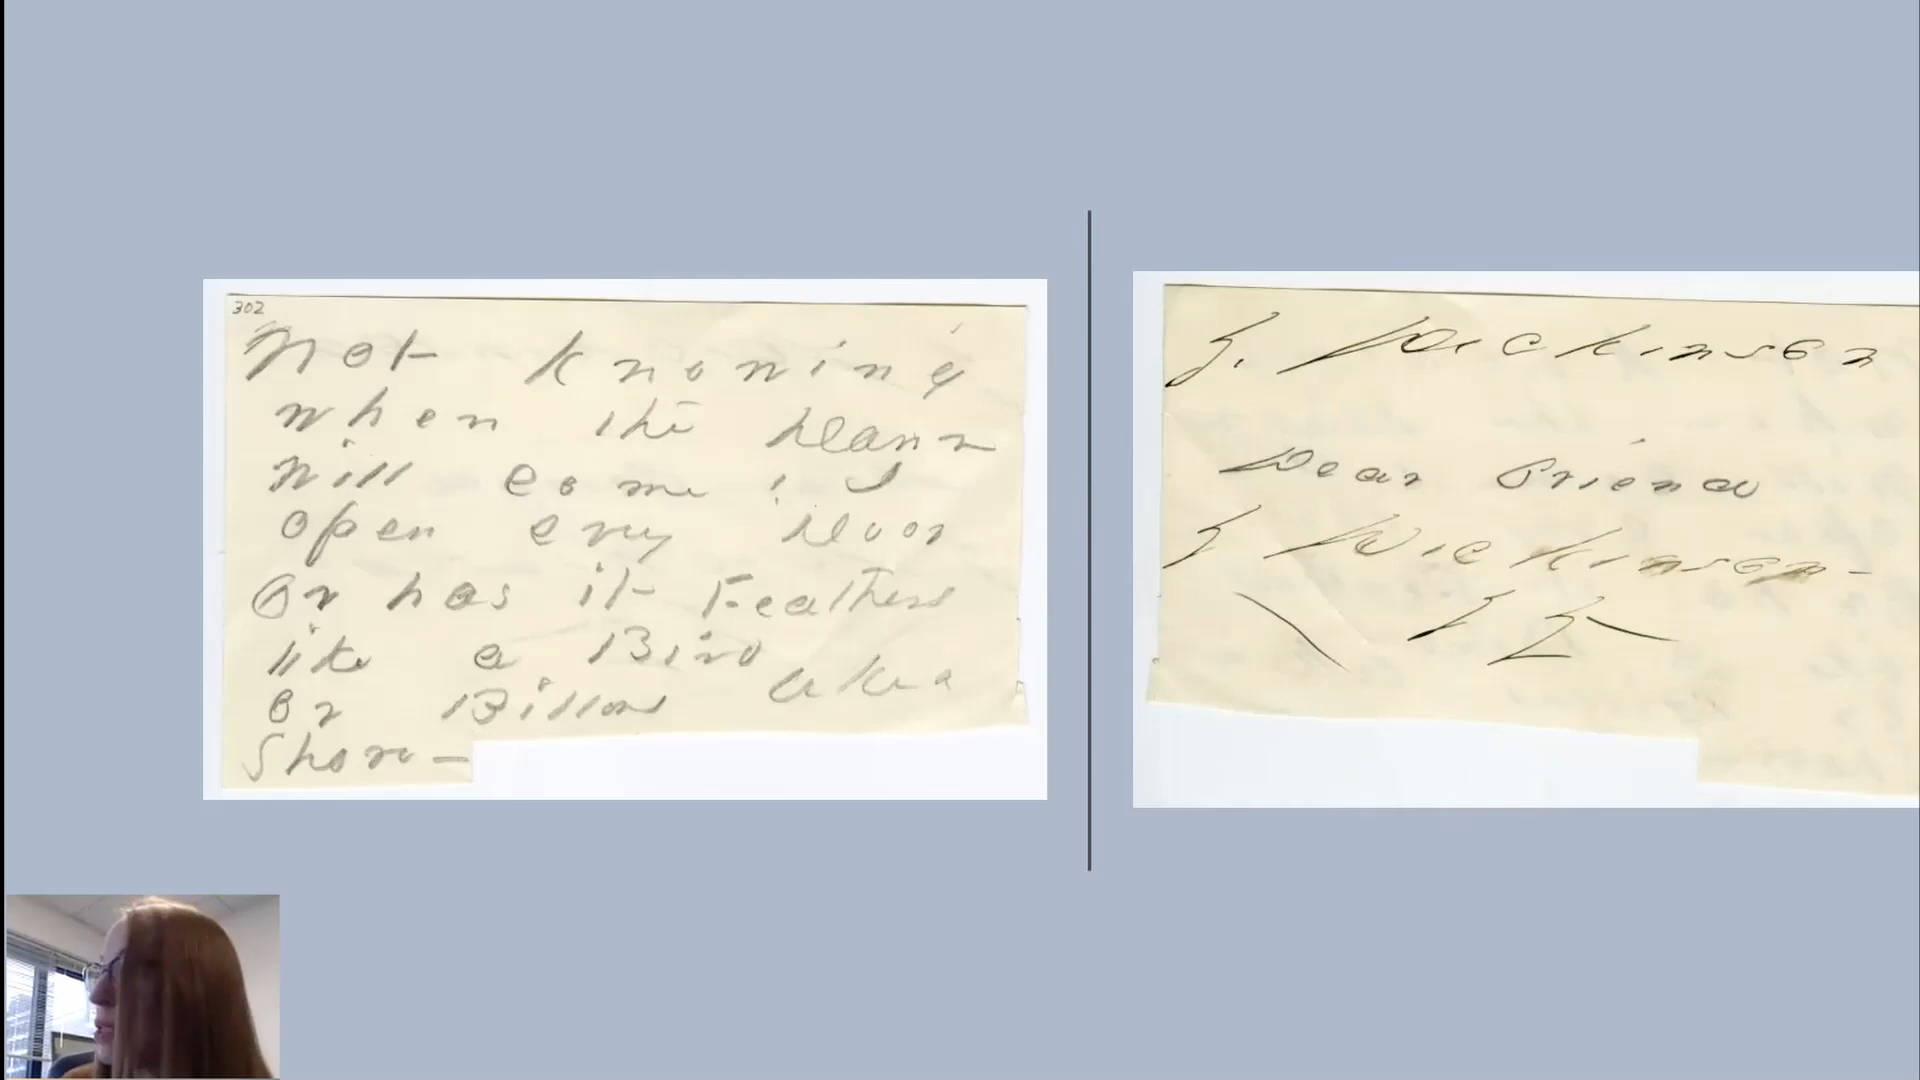 302
Not knowing
when the Dawn
will come, I
open every Door
Or has it Feathers
like a Bird
or Billows like a
Shore—
E. Dickinson
Dear Friend
E Dickinson—